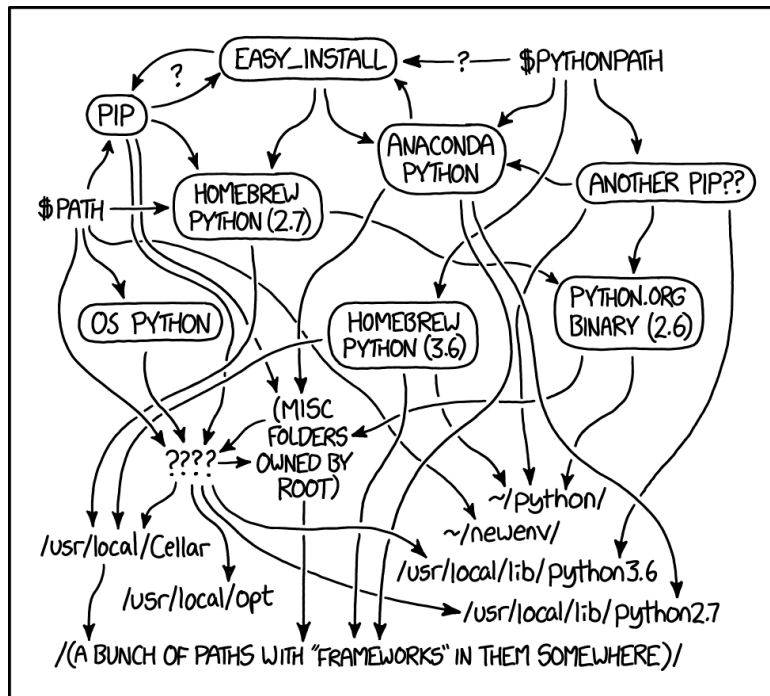 EASY_INSTALL
$PYTHONPATH
?
?
PIP
ANACONDA
PYTHON
ANOTHER PIP??
HOMEBREW
PYTHON (2.7)
$PATH
OS PYTHON
HOMEBREW
PYTHON (3.6)
PYTHON.ORG
BINARY (2.6)
(MISC
FOLDERS
OWNED BY
ROOT)
????
~/python/
~/newenv/
/usr/local/Cellar
/usr/local/opt
/usr/local/lib/python3.6
/usr/local/lib/python2.7
/(A BUNCH OF PATHS WITH "FRAMEWORKS" IN THEM SOMEWHERE)/